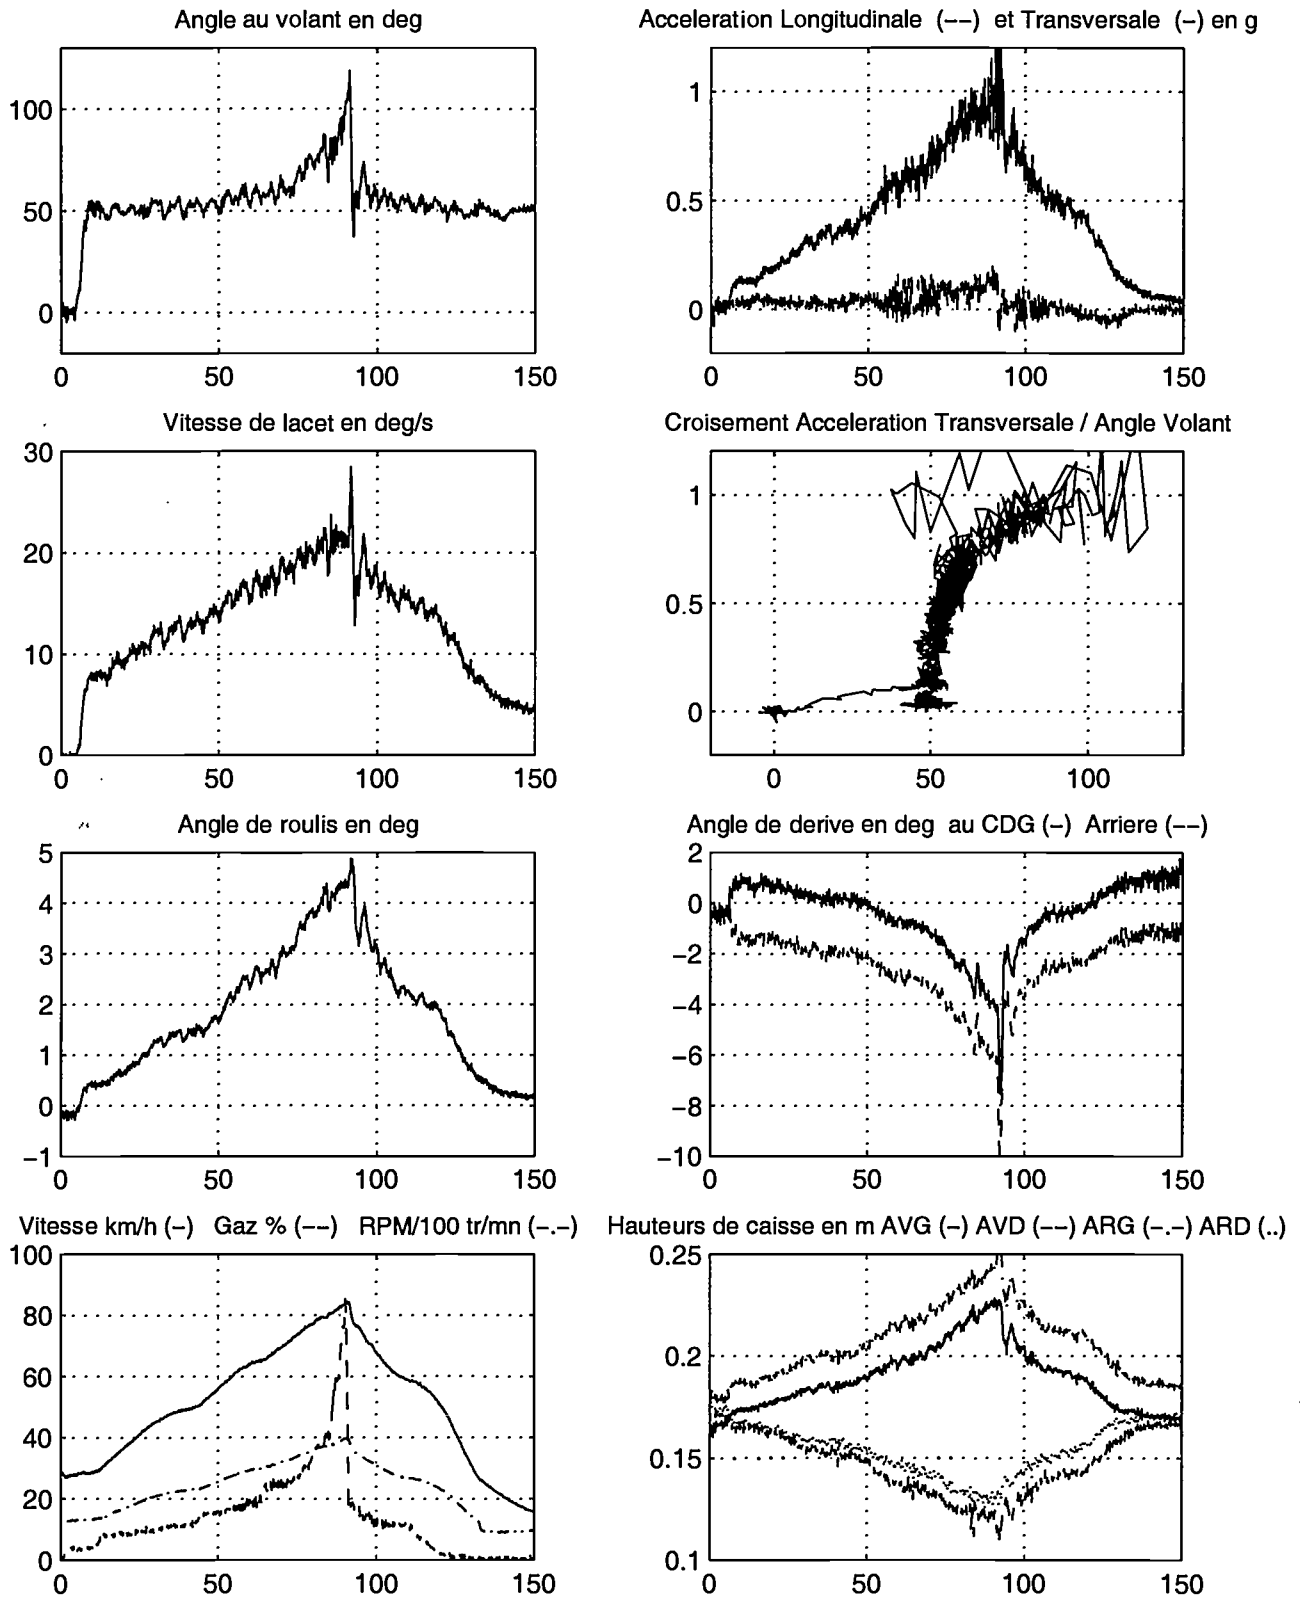 Angle au volant en deg
100
50
0
0 50 100 150
Acceleration Longitudinale (--) et Transversale (-) en g
1
0.5
0
0 50 100 150
Vitesse de lacet en deg/s
30
20
10
0
0 50 100 150
Croisement Acceleration Transversale / Angle Volant
1
0.5
0
0 50 100
Angle de roulis en deg
5
4
3
2
1
0
-1
0 50 100 150
Angle de derive en deg au CDG (-) Arriere (--)
2
0
-2
-4
-6
-8
-10
0 50 100 150
Vitesse km/h (-) Gaz % (--) RPM/100 tr/mn (-.-)
100
80
60
40
20
0
0 50 100 150
Hauteurs de caisse en m AVG (-) AVD (--) ARG (-.-) ARD (..)
0.25
0.2
0.15
0.1
0 50 100 150